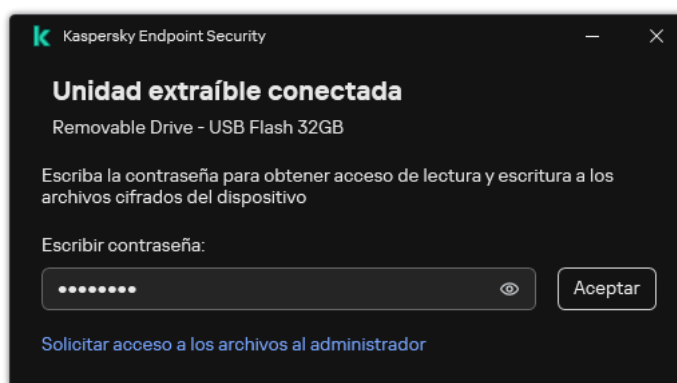 Kaspersky Endpoint Security
Unidad extraíble conectada
Removable Drive - USB Flash 32GB
Escriba la contraseña para obtener acceso de lectura y escritura a los
archivos cifrados del dispositivo
Escribir contraseña:
••••••••
Aceptar
Solicitar acceso a los archivos al administrador